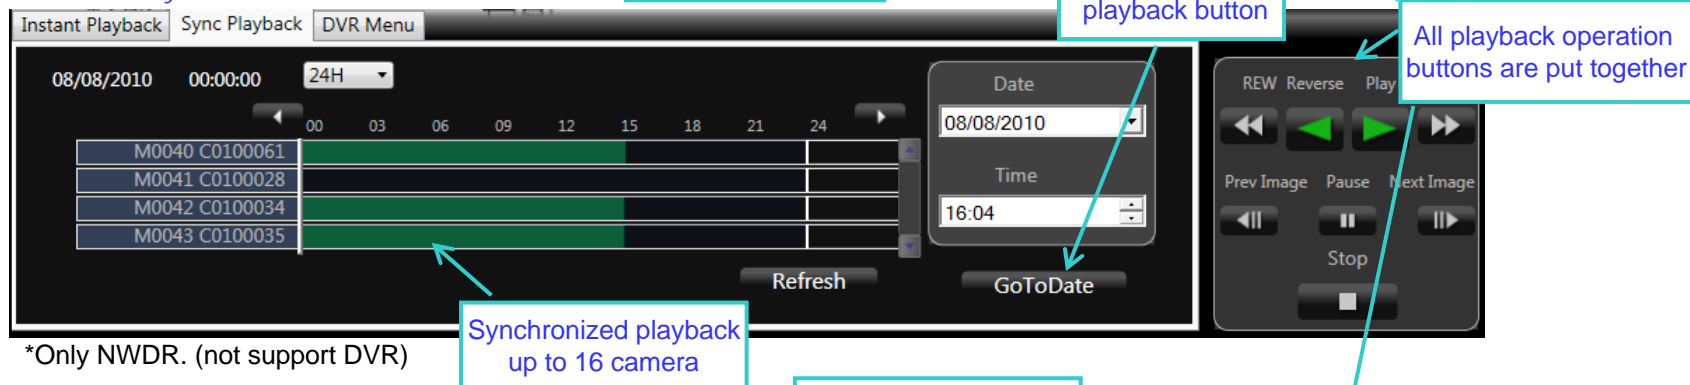 playback button
Instant Playback Sync Playback DVR Menu
All playback operation
buttons are put together
08/08/2010 00:00:00 24H
00 03 06 09 12 15 18 21 24
M0040 C0100061
M0041 C0100028
M0042 C0100034
M0043 C0100035
Refresh
Date
08/08/2010
Time
16:04
GoToDate
REW Reverse Play
Prev Image Pause Next Image
Stop
Synchronized playback
up to 16 camera
*Only NWDR. (not support DVR)